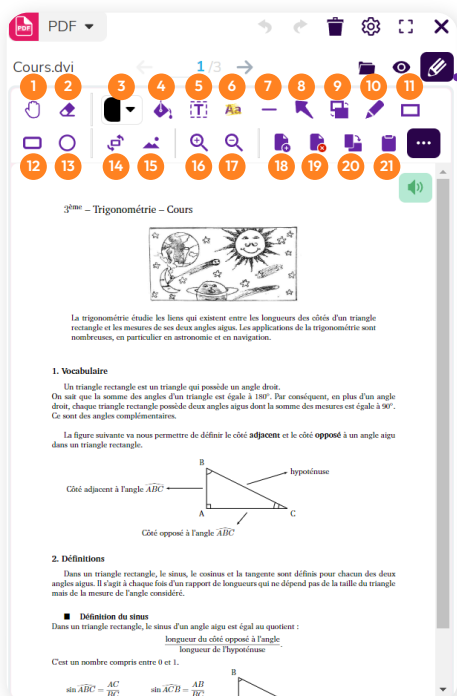 PDF PDF
Cours.dvi 1 /3
1 2 3 4 5 6 7 8 9 10 11
T Aa
12 13 14 15 16 17 18 19 20 21
3ème – Trigonométrie – Cours
La trigonométrie étudie les liens qui existent entre les longueurs des côtés d'un triangle
rectangle et les mesures de ses deux angles aigus. Les applications de la trigonométrie sont
nombreuses, en particulier en astronomie et en navigation.
1. Vocabulaire
Un triangle rectangle est un triangle qui possède un angle droit.
On sait que la somme des angles d'un triangle est égale à 180°. Par conséquent, en plus d'un angle
droit, chaque triangle rectangle possède deux angles aigus dont la somme des mesures est égale à 90°.
Ce sont des angles complémentaires.
La figure suivante va nous permettre de définir le côté adjacent et le côté opposé à un angle aigu
dans un triangle rectangle.
B
hypoténuse
Côté adjacent à l'angle ABC
A C
Côté opposé à l'angle ABC
2. Définitions
Dans un triangle rectangle, le sinus, le cosinus et la tangente sont définis pour chacun des deux
angles aigus. Il s'agit à chaque fois d'un rapport de longueurs qui ne dépend pas de la taille du triangle
mais de la mesure de l'angle considéré.
■ Définition du sinus
Dans un triangle rectangle, le sinus d'un angle aigu est égal au quotient :
longueur du côté opposé à l'angle
longueur de l'hypoténuse.
C'est un nombre compris entre 0 et 1.
B
sin ABC = AC/BC sin ACB = AB/BC